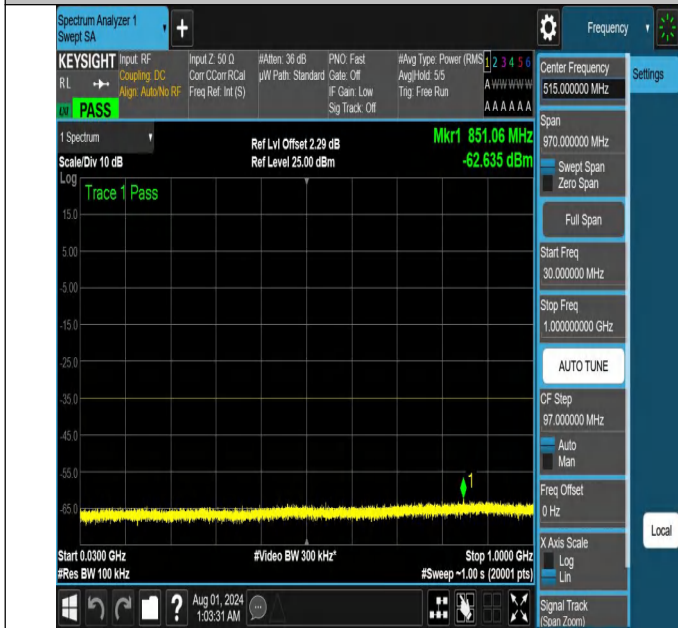 Spectrum Analyzer 1
Swept SA
+
Frequency
KEYSIGHT
RL
PASS
Input: RF
Coupling: DC
Align: Auto/No RF
Input Z: 50 Ω
Corr CCorr RCal
Freq Ref: Int (S)
#Atten: 36 dB
µW Path: Standard
PNO: Fast
Gate: Off
IF Gain: Low
Sig Track: Off
#Avg Type: Power (RMS
Avg|Hold: 5/5
Trig: Free Run
1 2 3 4 5 6
A W W W W W
A A A A A A
Center Frequency
515.000000 MHz
Settings
Span
970.000000 MHz
Swept Span
Zero Span
Full Span
Start Freq
30.000000 MHz
Stop Freq
1.000000000 GHz
AUTO TUNE
CF Step
97.000000 MHz
Auto
Man
Freq Offset
0 Hz
X Axis Scale
Log
Lin
Signal Track
(Span Zoom)
Local
1 Spectrum
Scale/Div 10 dB
Ref Lvl Offset 2.29 dB
Ref Level 25.00 dBm
Mkr1 851.06 MHz
-62.635 dBm
Log
Trace 1 Pass
15.0
5.00
-5.00
-15.0
-25.0
-35.0
-45.0
-55.0
-65.0
1
Start 0.0300 GHz
#Res BW 100 kHz
#Video BW 300 kHz*
Stop 1.0000 GHz
#Sweep ~1.00 s (20001 pts)
?
Aug 01, 2024
1:03:31 AM